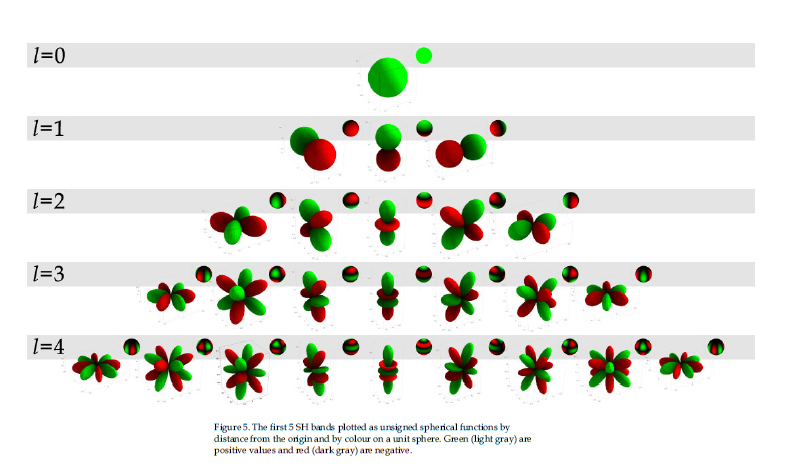 l=0
l=1
l=2
l=3
l=4
Figure 5. The first 5 SH bands plotted as unsigned spherical functions by
distance from the origin and by colour on a unit sphere. Green (light gray) are
positive values and red (dark gray) are negative.